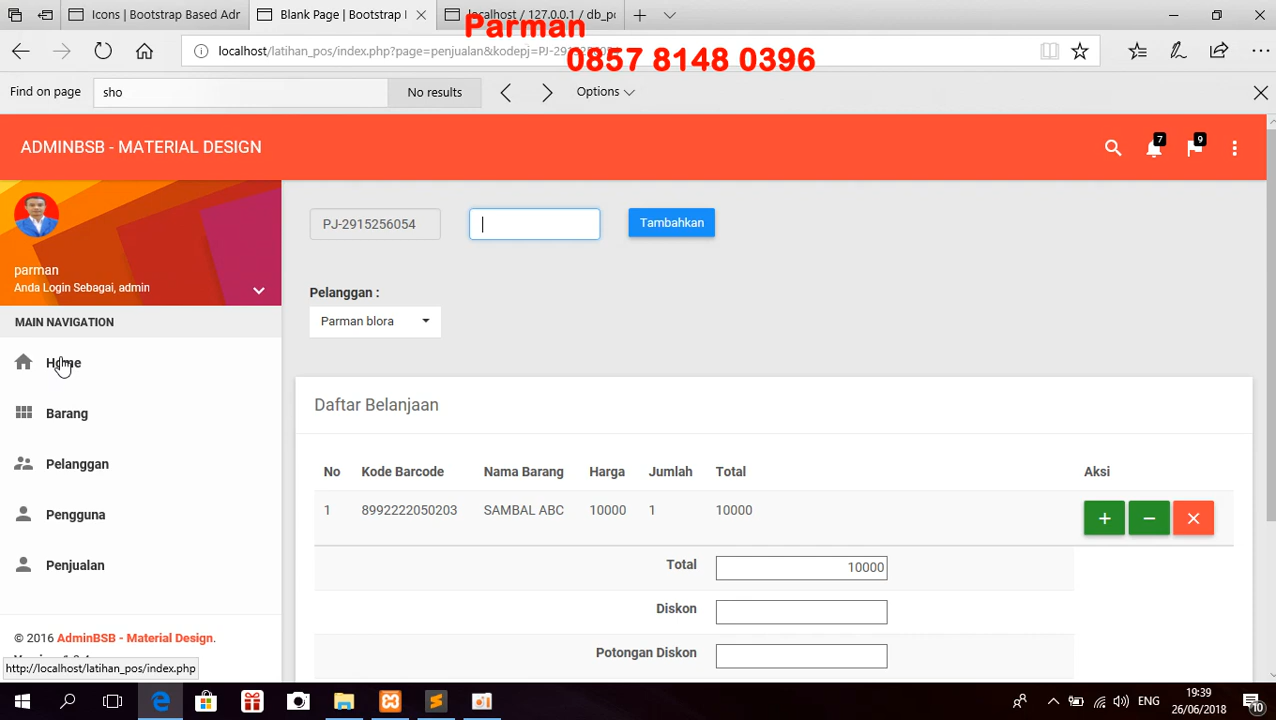 Icons | Bootstrap Based Adr
Blank Page | Bootstrap
localhost / 127.0.0.1 / db_pc
Parman
0857 8148 0396
localhost/latihan_pos/index.php?page=penjualan&kodepj=PJ-2915256054
Find on page
sho
No results
Options
ADMINBSB - MATERIAL DESIGN
7
9
PJ-2915256054
Tambahkan
parman
Anda Login Sebagai, admin
Pelanggan :
Parman blora
MAIN NAVIGATION
Home
Barang
Pelanggan
Pengguna
Penjualan
Daftar Belanjaan
No Kode Barcode Nama Barang Harga Jumlah Total Aksi
1 8992222050203 SAMBAL ABC 10000 1 10000
Total 10000
Diskon
Potongan Diskon
© 2016 AdminBSB - Material Design.
http://localhost/latihan_pos/index.php
ENG
19:39
26/06/2018
10